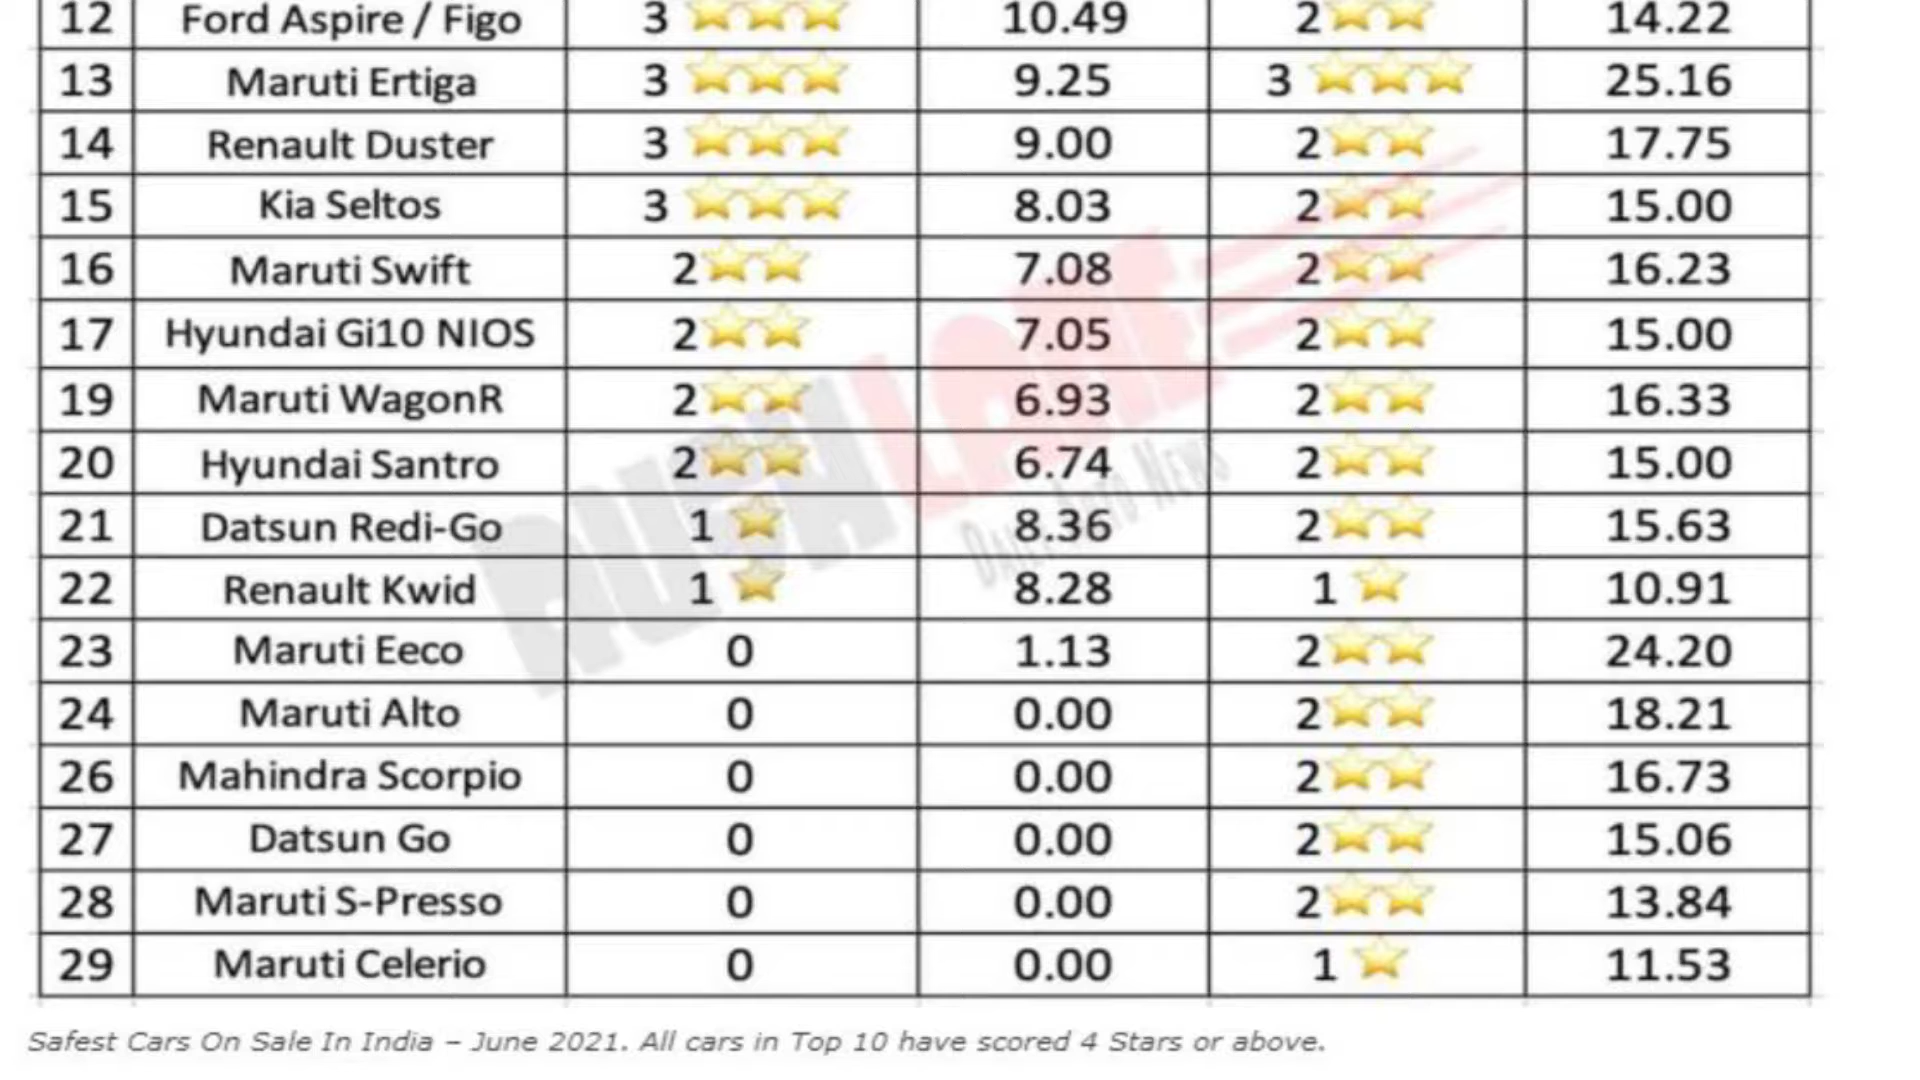 12 Ford Aspire / Figo 3 10.49 2 14.22
13 Maruti Ertiga 3 9.25 3 25.16
14 Renault Duster 3 9.00 2 17.75
15 Kia Seltos 3 8.03 2 15.00
16 Maruti Swift 2 7.08 2 16.23
17 Hyundai Gi10 NIOS 2 7.05 2 15.00
19 Maruti WagonR 2 6.93 2 16.33
20 Hyundai Santro 2 6.74 2 15.00
21 Datsun Redi-Go 1 8.36 2 15.63
22 Renault Kwid 1 8.28 1 10.91
23 Maruti Eeco 0 1.13 2 24.20
24 Maruti Alto 0 0.00 2 18.21
26 Mahindra Scorpio 0 0.00 2 16.73
27 Datsun Go 0 0.00 2 15.06
28 Maruti S-Presso 0 0.00 2 13.84
29 Maruti Celerio 0 0.00 1 11.53
RUSHLANE
DAILY AUTO NEWS
Safest Cars On Sale In India – June 2021. All cars in Top 10 have scored 4 Stars or above.